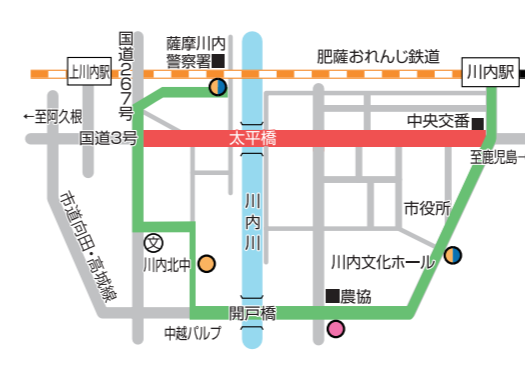 国道267号
薩摩川内
警察署
肥薩おれんじ鉄道
上川内駅
川内駅
←至阿久根
国道3号
太平橋
中央交番
至鹿児島→
市道向田・高城線
川内川
市役所
文
川内北中
川内文化ホール
農協
開戸橋
中越パルプ